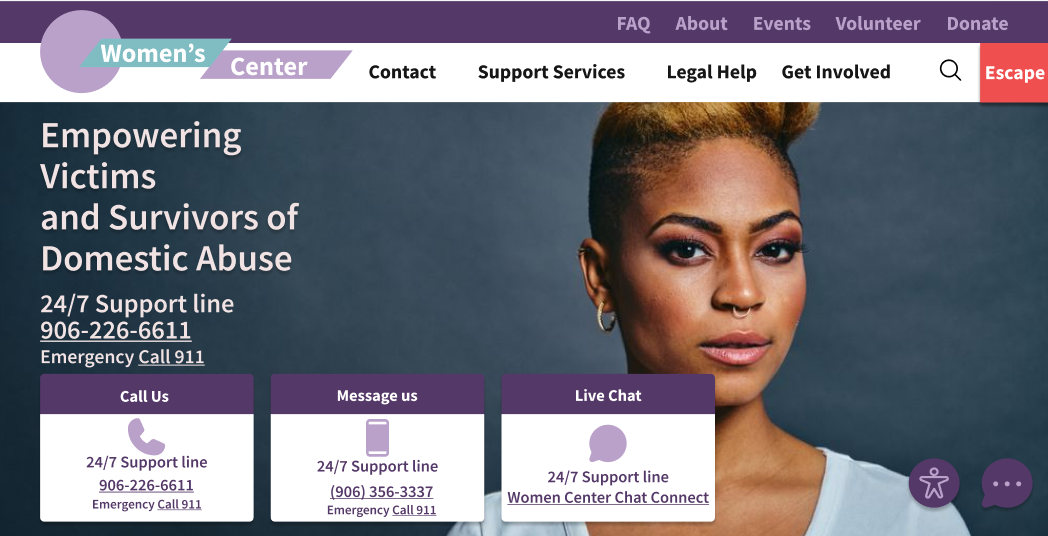 FAQ About Events Volunteer Donate
Women's
Center
Contact Support Services Legal Help Get Involved Escape
Empowering
Victims
and Survivors of
Domestic Abuse
24/7 Support line
906-226-6611
Emergency Call 911
Call Us
24/7 Support line
906-226-6611
Emergency Call 911
Message us
24/7 Support line
(906) 356-3337
Emergency Call 911
Live Chat
24/7 Support line
Women Center Chat Connect